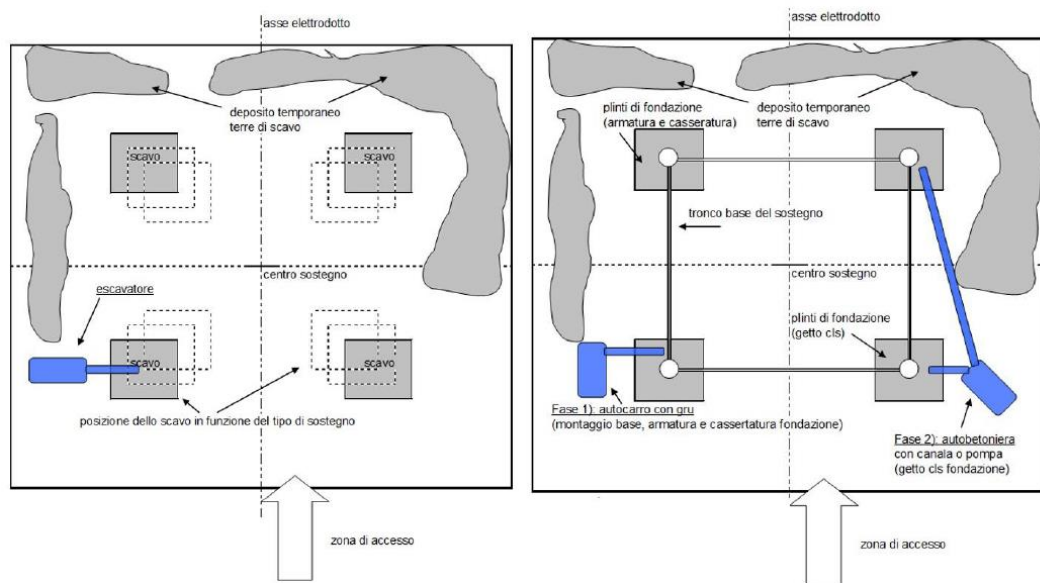 asse elettrodotto
deposito temporaneo
terre di scavo
scavo
scavo
centro sostegno
escavatore
scavo
scavo
posizione dello scavo in funzione del tipo di sostegno
zona di accesso
asse elettrodotto
plinti di fondazione
(armatura e casseratura)
deposito temporaneo
terre di scavo
tronco base del sostegno
centro sostegno
plinti di fondazione
(getto cls)
Fase 1): autocarro con gru
(montaggio base, armatura e cassertatura fondazione)
Fase 2): autobetoniera
con canala o pompa
(getto cls fondazione)
zona di accesso